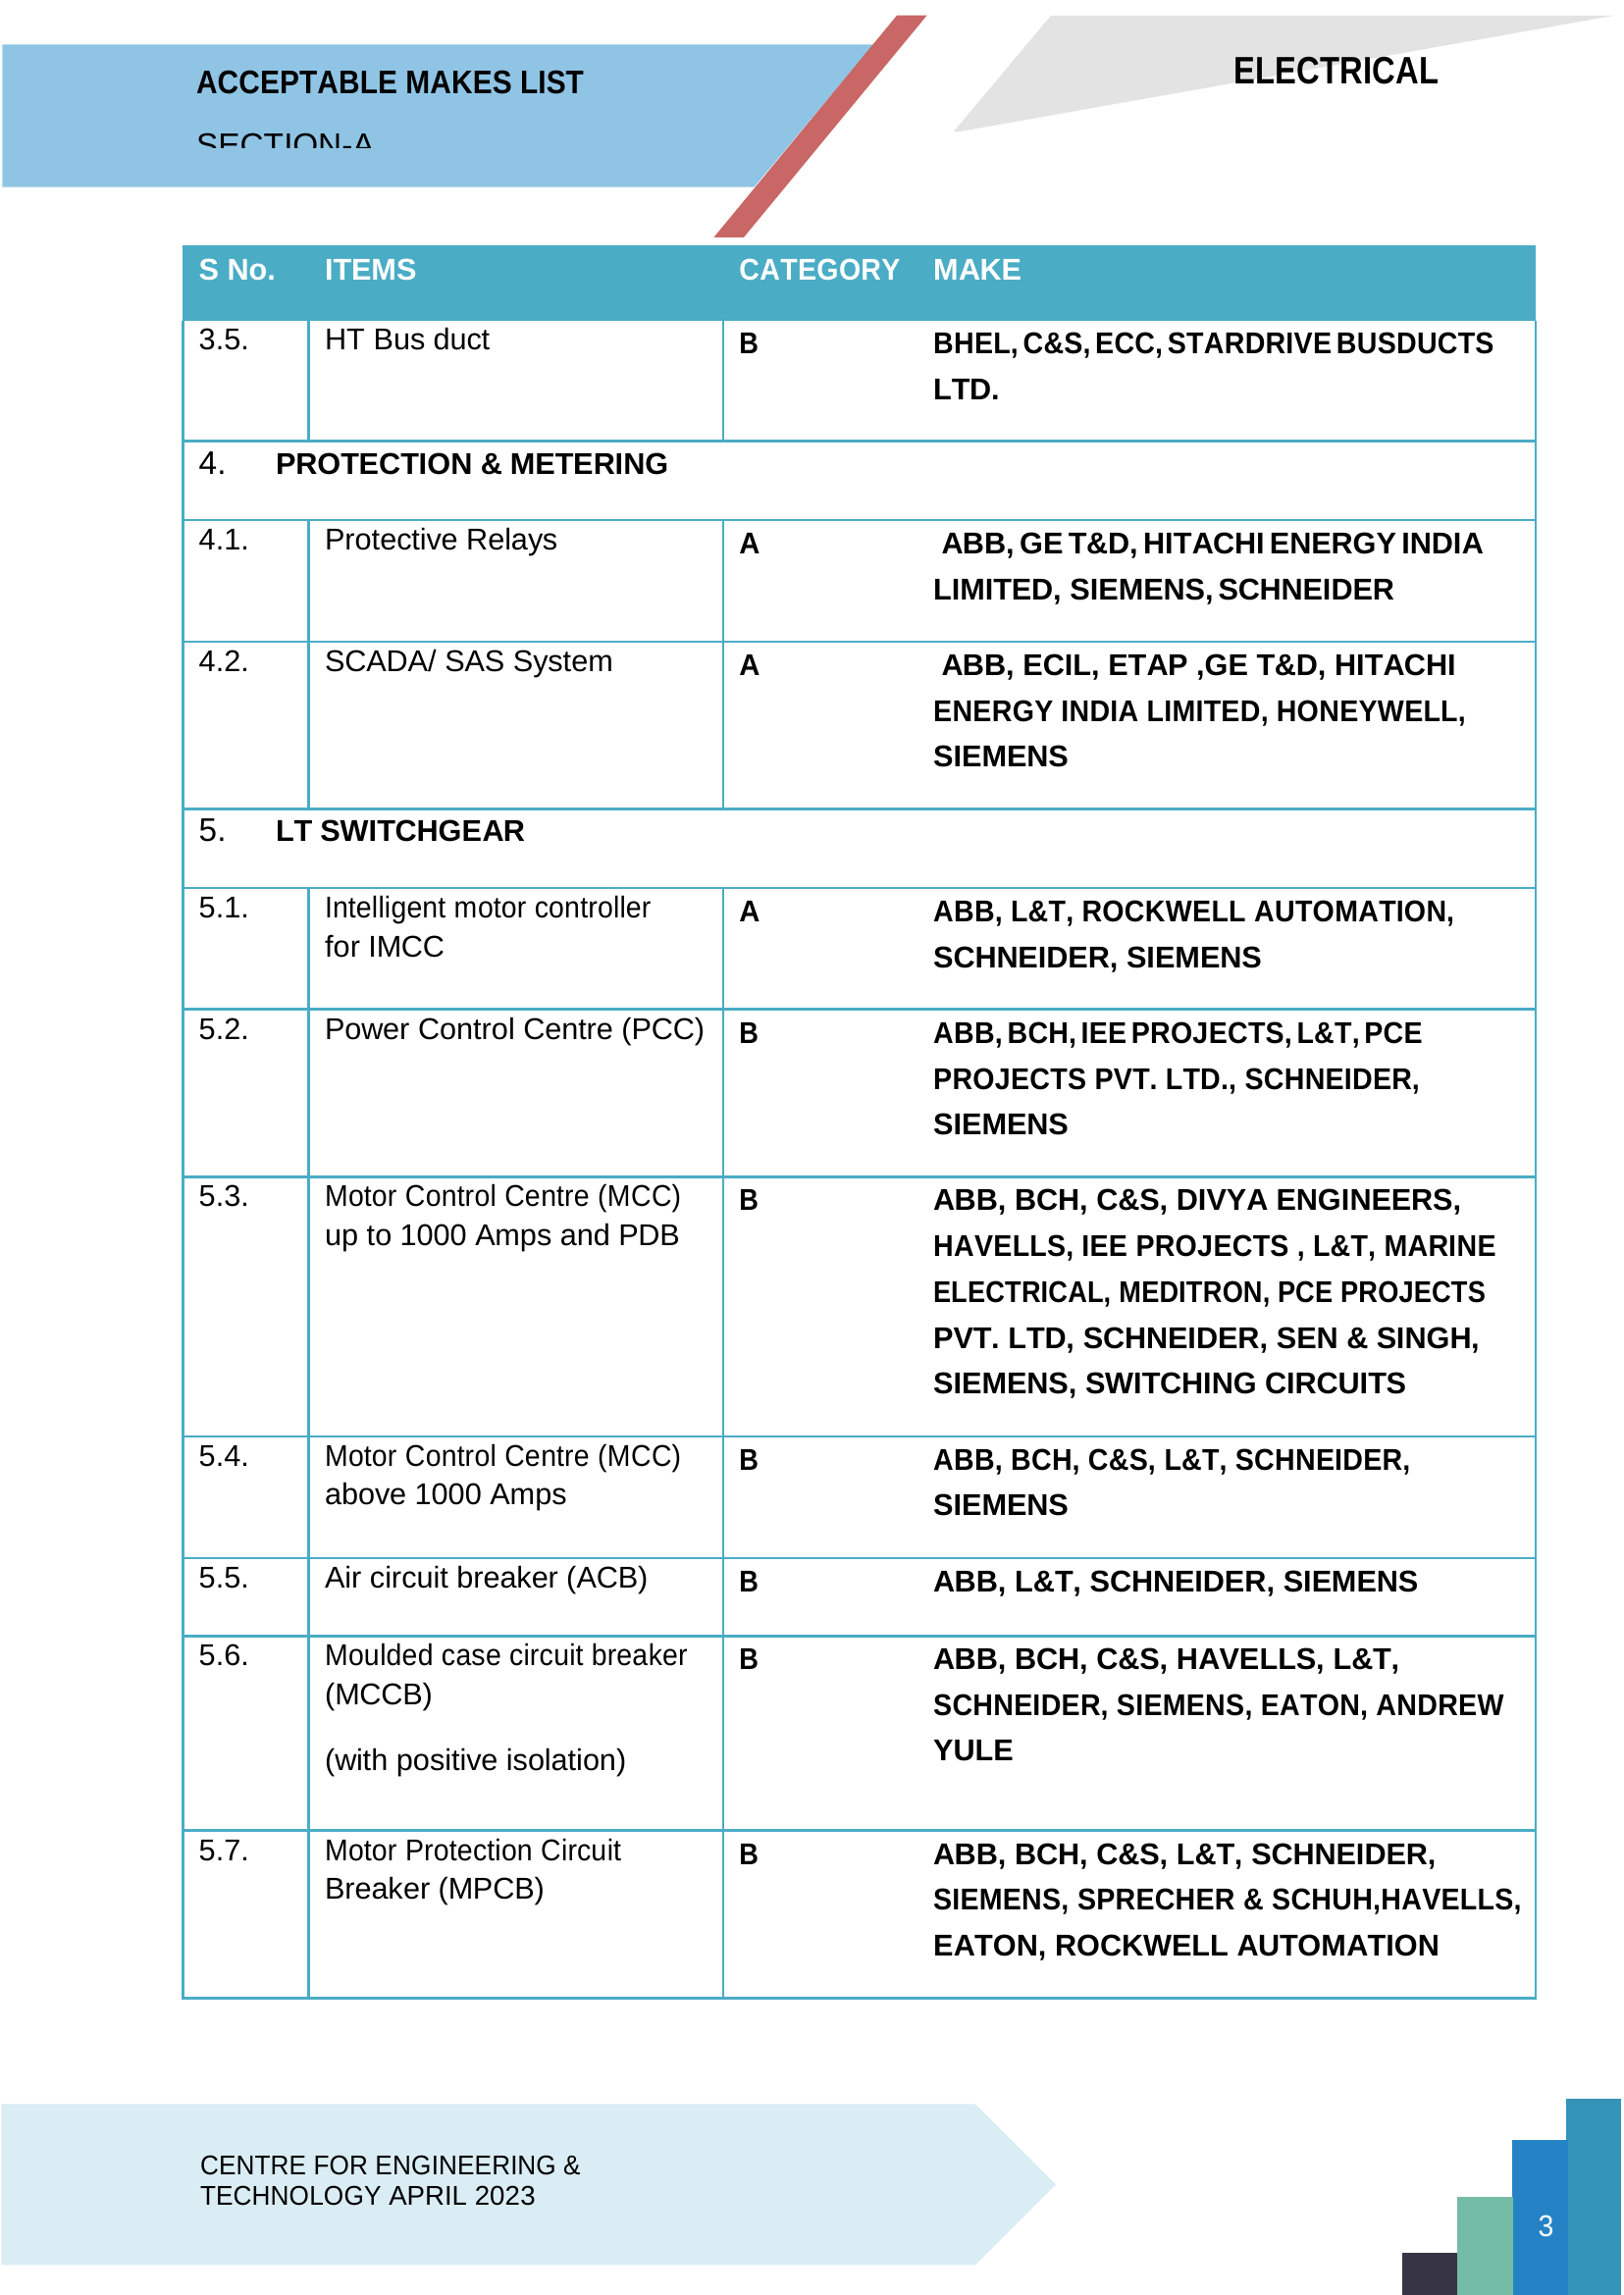 ACCEPTABLE MAKES LIST
SECTION-A
ELECTRICAL
S No. ITEMS CATEGORY MAKE
3.5. HT Bus duct B BHEL, C&S, ECC, STARDRIVE BUSDUCTS
LTD.
4. PROTECTION & METERING
4.1. Protective Relays A ABB, GE T&D, HITACHI ENERGY INDIA
LIMITED, SIEMENS, SCHNEIDER
4.2. SCADA/ SAS System A ABB, ECIL, ETAP ,GE T&D, HITACHI
ENERGY INDIA LIMITED, HONEYWELL,
SIEMENS
5. LT SWITCHGEAR
5.1. Intelligent motor controller A ABB, L&T, ROCKWELL AUTOMATION,
for IMCC SCHNEIDER, SIEMENS
5.2. Power Control Centre (PCC) B ABB, BCH, IEE PROJECTS, L&T, PCE
PROJECTS PVT. LTD., SCHNEIDER,
SIEMENS
5.3. Motor Control Centre (MCC) B ABB, BCH, C&S, DIVYA ENGINEERS,
up to 1000 Amps and PDB HAVELLS, IEE PROJECTS , L&T, MARINE
ELECTRICAL, MEDITRON, PCE PROJECTS
PVT. LTD, SCHNEIDER, SEN & SINGH,
SIEMENS, SWITCHING CIRCUITS
5.4. Motor Control Centre (MCC) B ABB, BCH, C&S, L&T, SCHNEIDER,
above 1000 Amps SIEMENS
5.5. Air circuit breaker (ACB) B ABB, L&T, SCHNEIDER, SIEMENS
5.6. Moulded case circuit breaker B ABB, BCH, C&S, HAVELLS, L&T,
(MCCB) SCHNEIDER, SIEMENS, EATON, ANDREW
(with positive isolation) YULE
5.7. Motor Protection Circuit B ABB, BCH, C&S, L&T, SCHNEIDER,
Breaker (MPCB) SIEMENS, SPRECHER & SCHUH,HAVELLS,
EATON, ROCKWELL AUTOMATION
CENTRE FOR ENGINEERING &
TECHNOLOGY APRIL 2023
3